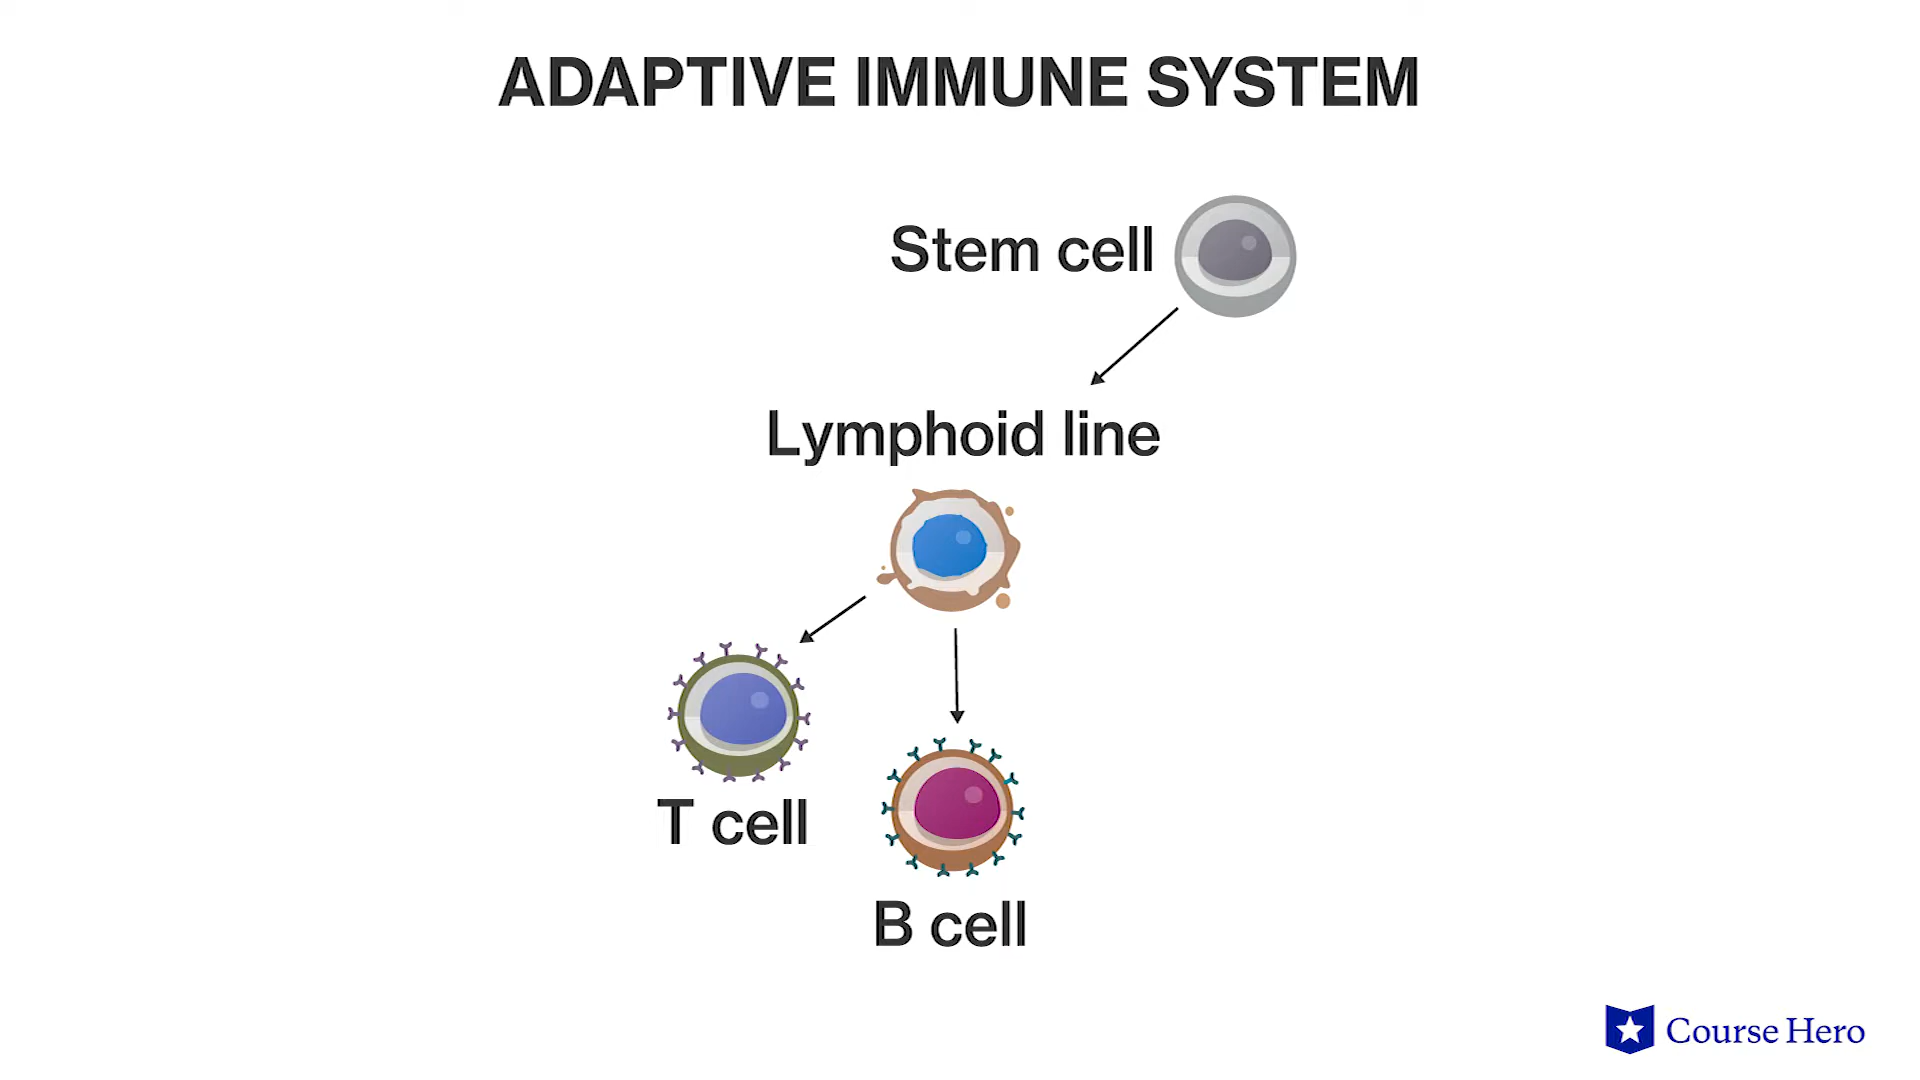 ADAPTIVE IMMUNE SYSTEM
Stem cell
Lymphoid line
T cell
B cell
Course Hero